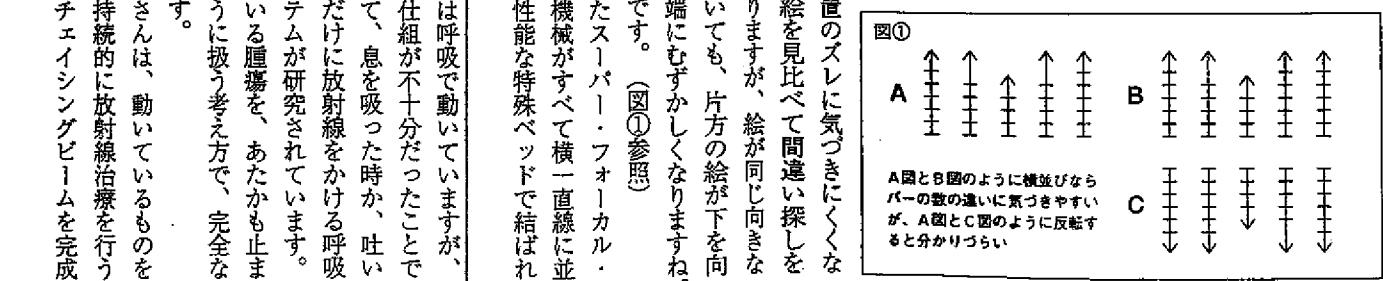 図①
A
B
C
A図とB図のように横並びなら
バーの数の違いに気づきやすい
が、A図とC図のように反転す
ると分かりづらい
置のズレに気づきにくくな
絵を見比べて間違い探しを
りますが、絵が同じ向きな
いても、片方の絵が下を向
端にむずかしくなりますね。
です。（図①参照）
たスーパー・フォーカル・
機械がすべて横一直線に並
性能な特殊ベッドで結ばれ
は呼吸で動いていますが、
仕組が不十分だったことで
て、息を吸った時か、吐い
だけに放射線をかける呼吸
テムが研究されています。
いる腫瘍を、あたかも止ま
うに扱う考え方で、完全な
す。
さんは、動いているものを
持続的に放射線治療を行う
チェイシングビームを完成